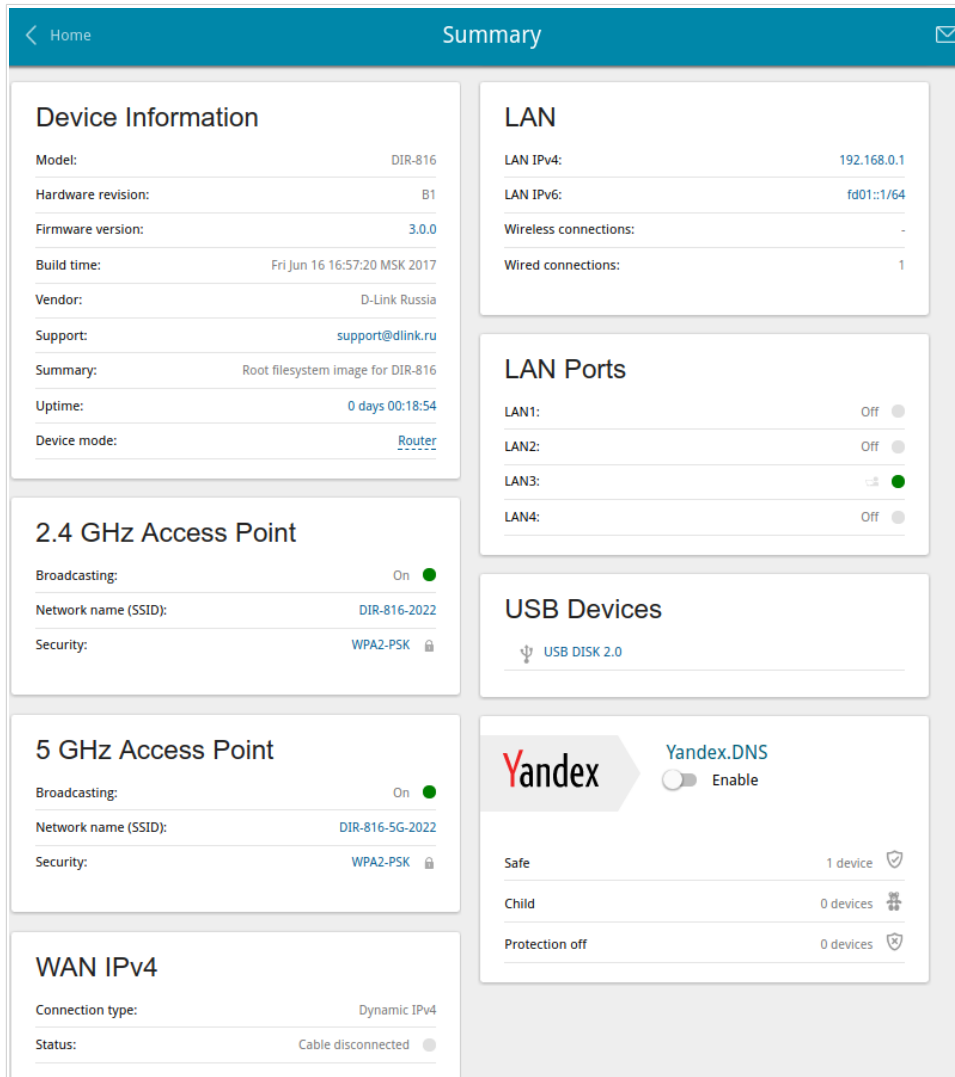 Home
Summary
Device Information
Model: DIR-816
Hardware revision: B1
Firmware version: 3.0.0
Build time: Fri Jun 16 16:57:20 MSK 2017
Vendor: D-Link Russia
Support: support@dlink.ru
Summary: Root filesystem image for DIR-816
Uptime: 0 days 00:18:54
Device mode: Router
2.4 GHz Access Point
Broadcasting: On
Network name (SSID): DIR-816-2022
Security: WPA2-PSK
5 GHz Access Point
Broadcasting: On
Network name (SSID): DIR-816-5G-2022
Security: WPA2-PSK
WAN IPv4
Connection type: Dynamic IPv4
Status: Cable disconnected
LAN
LAN IPv4: 192.168.0.1
LAN IPv6: fd01::1/64
Wireless connections: -
Wired connections: 1
LAN Ports
LAN1: Off
LAN2: Off
LAN3:
LAN4: Off
USB Devices
USB DISK 2.0
Yandex
Yandex.DNS
Enable
Safe 1 device
Child 0 devices
Protection off 0 devices